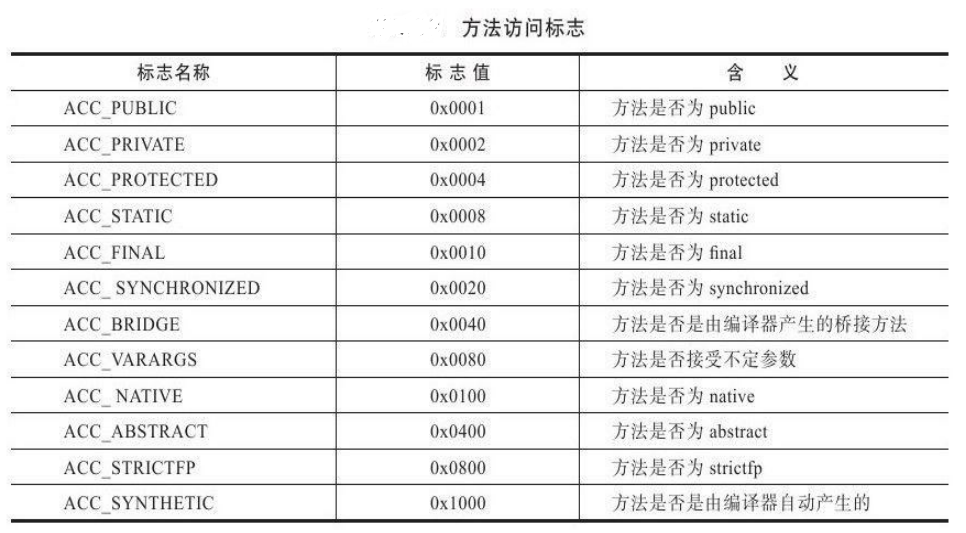 方法访问标志
标志名称 标 志 值 含 义
ACC_PUBLIC 0x0001 方法是否为 public
ACC_PRIVATE 0x0002 方法是否为 private
ACC_PROTECTED 0x0004 方法是否为 protected
ACC_STATIC 0x0008 方法是否为 static
ACC_FINAL 0x0010 方法是否为 final
ACC_ SYNCHRONIZED 0x0020 方法是否为 synchronized
ACC_BRIDGE 0x0040 方法是否是由编译器产生的桥接方法
ACC_VARARGS 0x0080 方法是否接受不定参数
ACC_ NATIVE 0x0100 方法是否为 native
ACC_ABSTRACT 0x0400 方法是否为 abstract
ACC_STRICTFP 0x0800 方法是否为 strictfp
ACC_SYNTHETIC 0x1000 方法是否是由编译器自动产生的